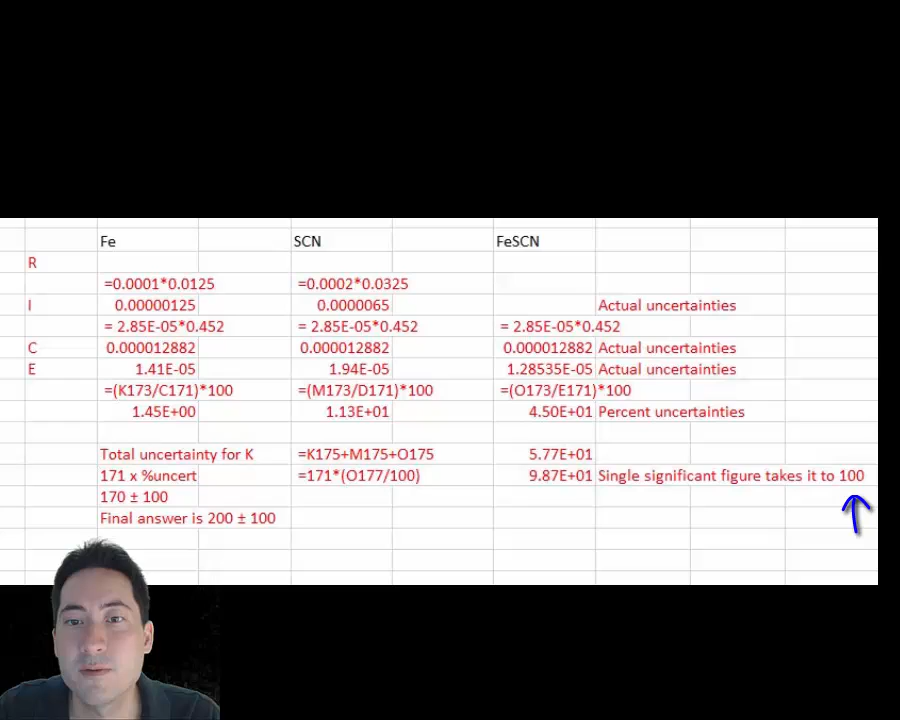 Fe SCN FeSCN
R
=0.0001*0.0125 =0.0002*0.0325
I 0.00000125 0.0000065 Actual uncertainties
= 2.85E-05*0.452 = 2.85E-05*0.452 = 2.85E-05*0.452
C 0.000012882 0.000012882 0.000012882 Actual uncertainties
E 1.41E-05 1.94E-05 1.28535E-05 Actual uncertainties
=(K173/C171)*100 =(M173/D171)*100 =(O173/E171)*100
1.45E+00 1.13E+01 4.50E+01 Percent uncertainties
Total uncertainty for K =K175+M175+O175 5.77E+01
171 x %uncert =171*(O177/100) 9.87E+01 Single significant figure takes it to 100
170 ± 100
Final answer is 200 ± 100